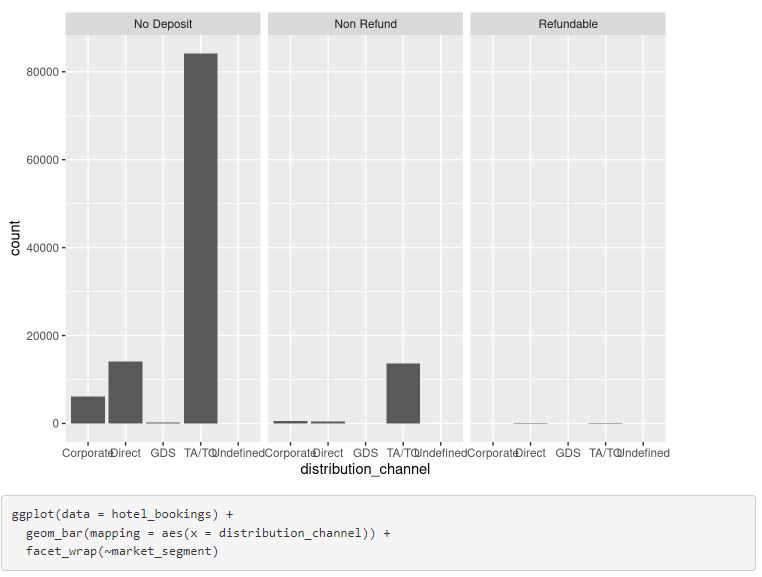 No Deposit Non Refund Refundable
80000
60000
40000
20000
0
count
Corporate Direct GDS TA/TO Undefined Corporate Direct GDS TA/TO Undefined Corporate Direct GDS TA/TO Undefined
distribution_channel
ggplot(data = hotel_bookings) +
  geom_bar(mapping = aes(x = distribution_channel)) +
  facet_wrap(~market_segment)